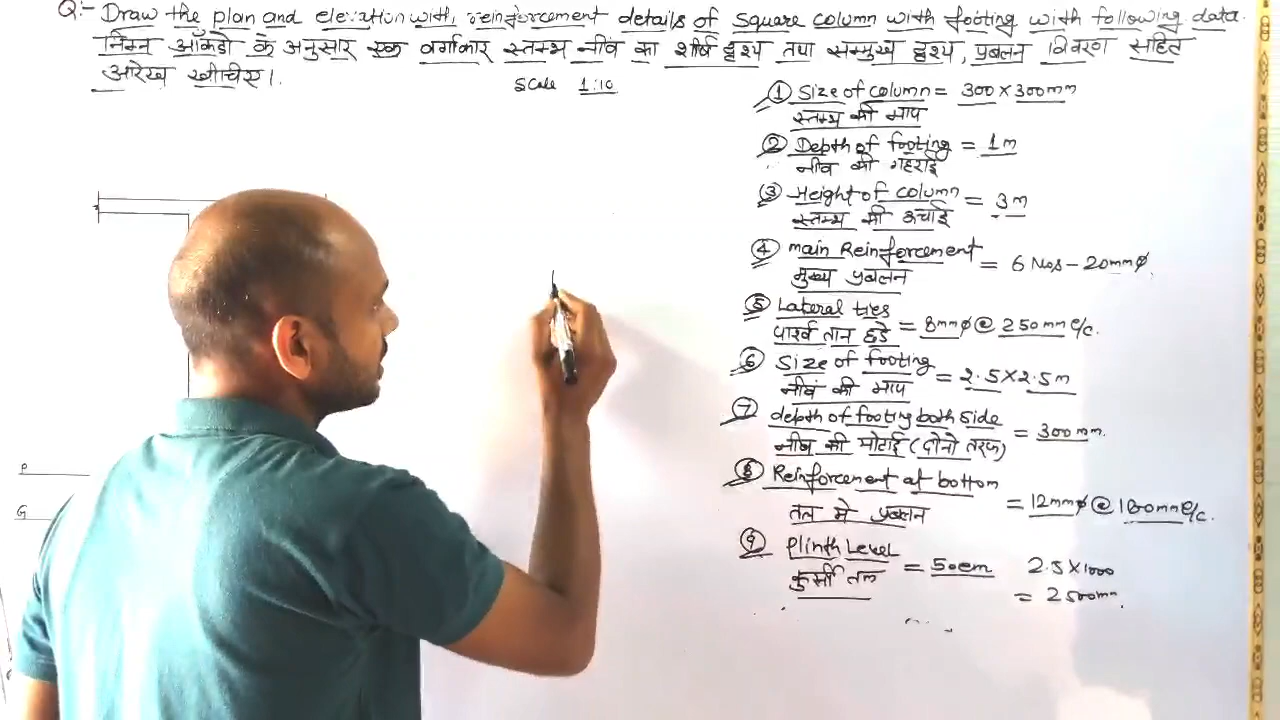 Q:- Draw the plan and elevation with, reinforcement details of square column with footing with following data.
निम्न आँकडो के अनुसार एक वर्गाकार स्तम्भ नीवं का शीर्ष दृश्य तथा सम्मुख दृश्य, प्रबलन विवरण सहित
आरेख खीचीए।.
Scale 1:10
① Size of column = 300 × 300mm
स्तम्भ की माप
② Depth of footing = 1m
नीव की गहराई
③ Height of column = 3m
स्तम्भ की ऊचाई
④ main Reinforcement = 6 Nos - 20mmφ.
मुख्य प्रबलन
⑤ Lateral ties = 8mmφ@ 250mm c/c.
पार्श्व तान छडे
⑥ Size of footing = 2.5×2.5m
नीवं की माप
⑦ depth of footing both side = 300mm.
नीव की मोटाई (दोनो तरफ)
⑧ Reinforcement at bottom = 12mmφ@ 100mm c/c.
तल मे प्रबलन
⑨ Plinth Level = 50cm
कुर्सी तल
2.5×1000
= 2500mm.
P
G